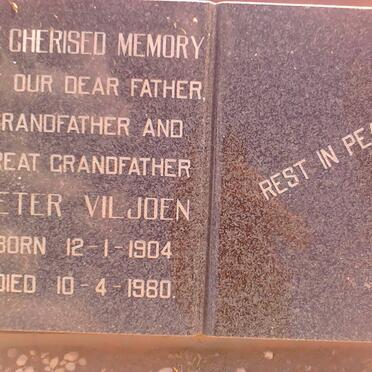 CHERISED MEMORY
OUR DEAR FATHER,
RANDFATHER AND
REAT GRANDFATHER
ETER VILJOEN
BORN 12-1-1904
DIED 10-4-1980.
REST IN PEA